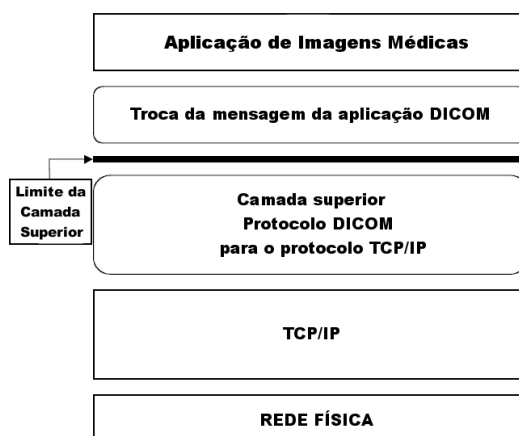 Aplicação de Imagens Médicas
Troca da mensagem da aplicação DICOM
Limite da
Camada
Superior
Camada superior
Protocolo DICOM
para o protocolo TCP/IP
TCP/IP
REDE FÍSICA